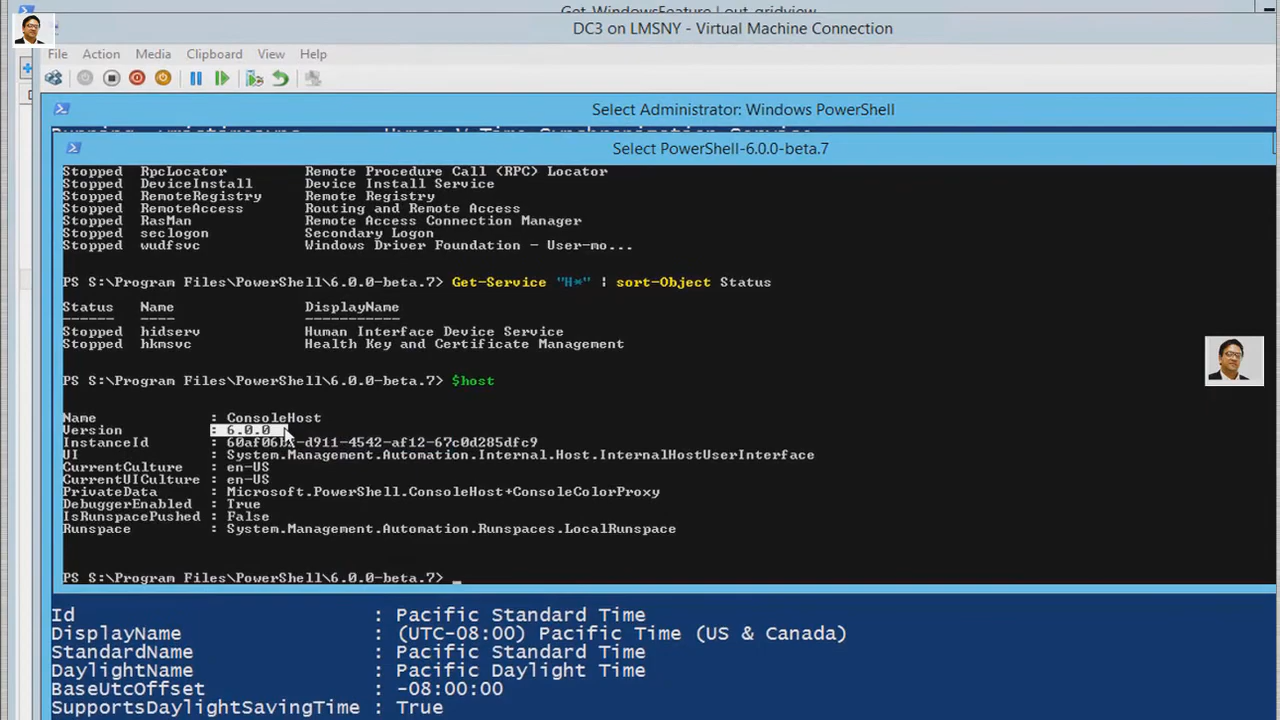 Get-WindowsFeature | out-gridview
DC3 on LMSNY - Virtual Machine Connection
File Action Media Clipboard View Help
Select Administrator: Windows PowerShell
Select PowerShell-6.0.0-beta.7
Stopped RpcLocator Remote Procedure Call (RPC) Locator
Stopped DeviceInstall Device Install Service
Stopped RemoteRegistry Remote Registry
Stopped RemoteAccess Routing and Remote Access
Stopped RasMan Remote Access Connection Manager
Stopped seclogon Secondary Logon
Stopped wudfsvc Windows Driver Foundation - User-mo...
PS S:\Program Files\PowerShell\6.0.0-beta.7> Get-Service "H*" | sort-Object Status
Status Name DisplayName
------ ---- -----------
Stopped hidserv Human Interface Device Service
Stopped hkmsvc Health Key and Certificate Management
PS S:\Program Files\PowerShell\6.0.0-beta.7> $host
Name : ConsoleHost
Version : 6.0.0
InstanceId : -d911-4542-af12-67c0d285dfc9
UI : System.Management.Automation.Internal.Host.InternalHostUserInterface
CurrentCulture : en-US
CurrentUICulture : en-US
PrivateData : Microsoft.PowerShell.ConsoleHost+ConsoleColorProxy
DebuggerEnabled : True
IsRunspacePushed : False
Runspace : System.Management.Automation.Runspaces.LocalRunspace
PS S:\Program Files\PowerShell\6.0.0-beta.7> _
Id : Pacific Standard Time
DisplayName : (UTC-08:00) Pacific Time (US & Canada)
StandardName : Pacific Standard Time
DaylightName : Pacific Daylight Time
BaseUtcOffset : -08:00:00
SupportsDaylightSavingTime : True